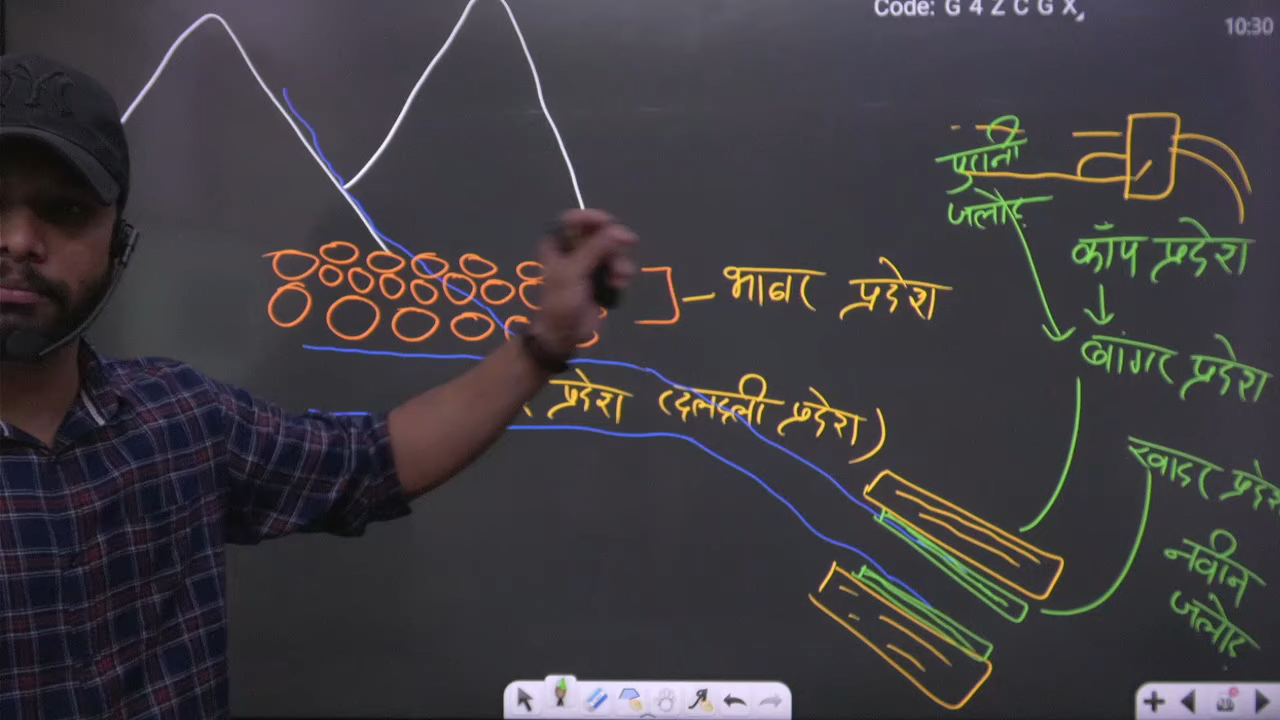 Code: G 4 Z C G X
10:30
पुरानी
जलोढ़
काँप प्रदेश
भाबर प्रदेश
बांगर प्रदेश
प्रदेश (दलदली प्रदेश)
खादर प्रदेश
नवीन
जलोढ़